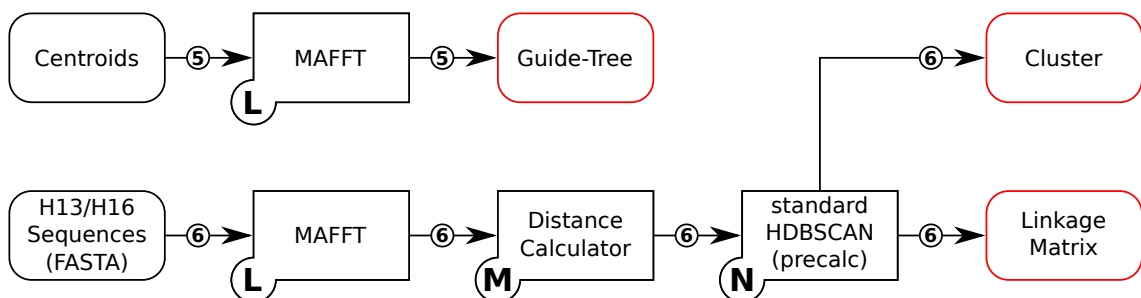 Centroids
5
MAFFT
L
5
Guide-Tree
6
Cluster
H13/H16
Sequences
(FASTA)
6
MAFFT
L
6
Distance
Calculator
M
6
standard
HDBSCAN
(precalc)
N
6
Linkage
Matrix